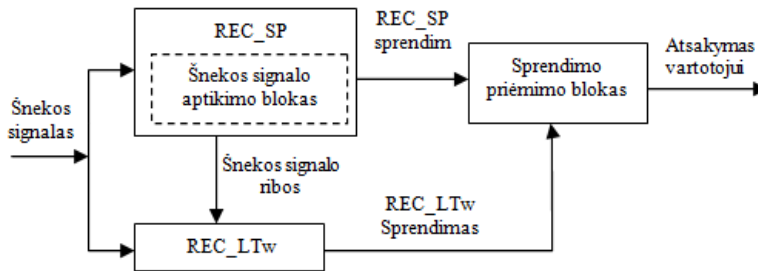 REC_SP
Šnekos signalo
aptikimo blokas
REC_SP
sprendim
Sprendimo
priėmimo blokas
Atsakymas
vartotojui
Šnekos
signalas
Šnekos signalo
ribos
REC_LTw
REC_LTw
Sprendimas